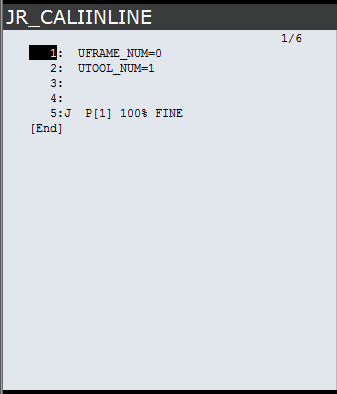 JR_CALIINLINE
1/6
1: UFRAME_NUM=0
2: UTOOL_NUM=1
3:
4:
5:J P[1] 100% FINE
[End]